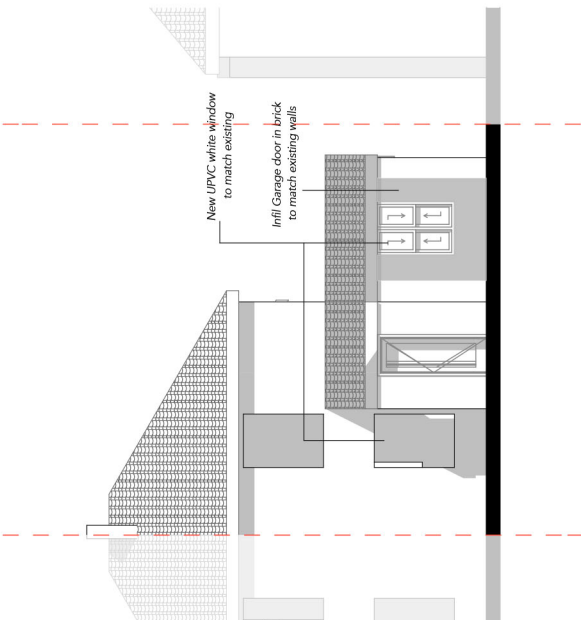 New UPVC white window
to match existing
Infil Garage door in brick
to match existing walls